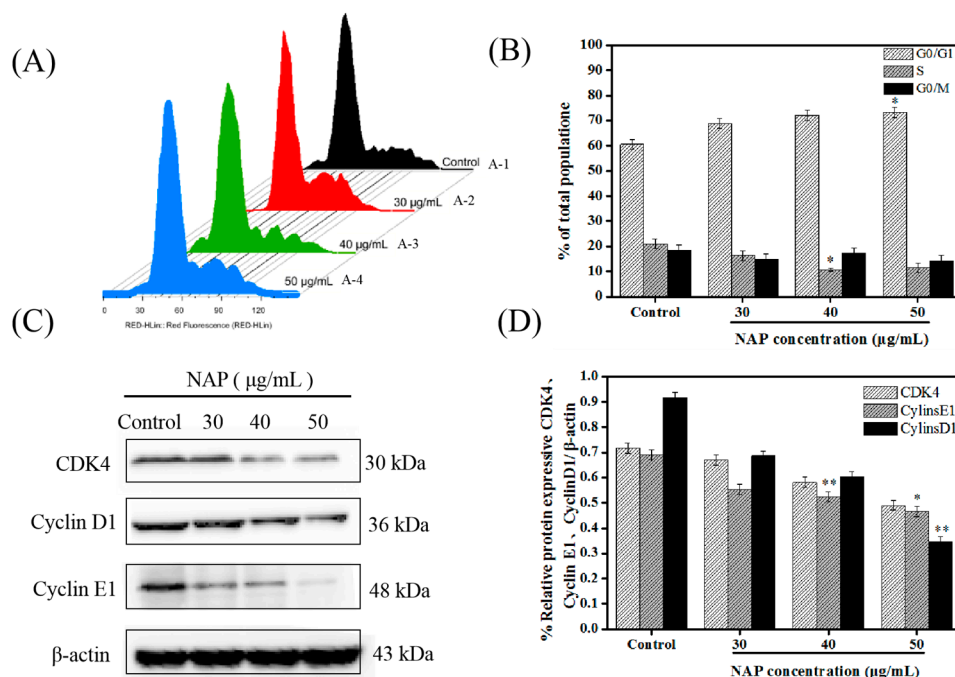 (A)
Control
A-1
30 μg/mL
A-2
40 μg/mL
A-3
50 μg/mL
A-4
0 30 60 90 120
RED-HLin:: Red Fluorescence (RED-HLin)
(B)
G0/G1
S
G0/M
% of total populatione
100
90
80
70
60
50
40
30
20
10
0
*
*
Control 30 40 50
NAP concentration (μg/mL)
(C)
NAP ( μg/mL )
Control 30 40 50
CDK4 30 kDa
Cyclin D1 36 kDa
Cyclin E1 48 kDa
β-actin 43 kDa
(D)
CDK4
CylinsE1
CylinsD1
% Relative protein expressive CDK4、
Cyclin E1、CyclinD1/ β-actin
1.0
0.9
0.8
0.7
0.6
0.5
0.4
0.3
0.2
0.1
0.0
**
*
**
Control 30 40 50
NAP concentration (μg/mL)